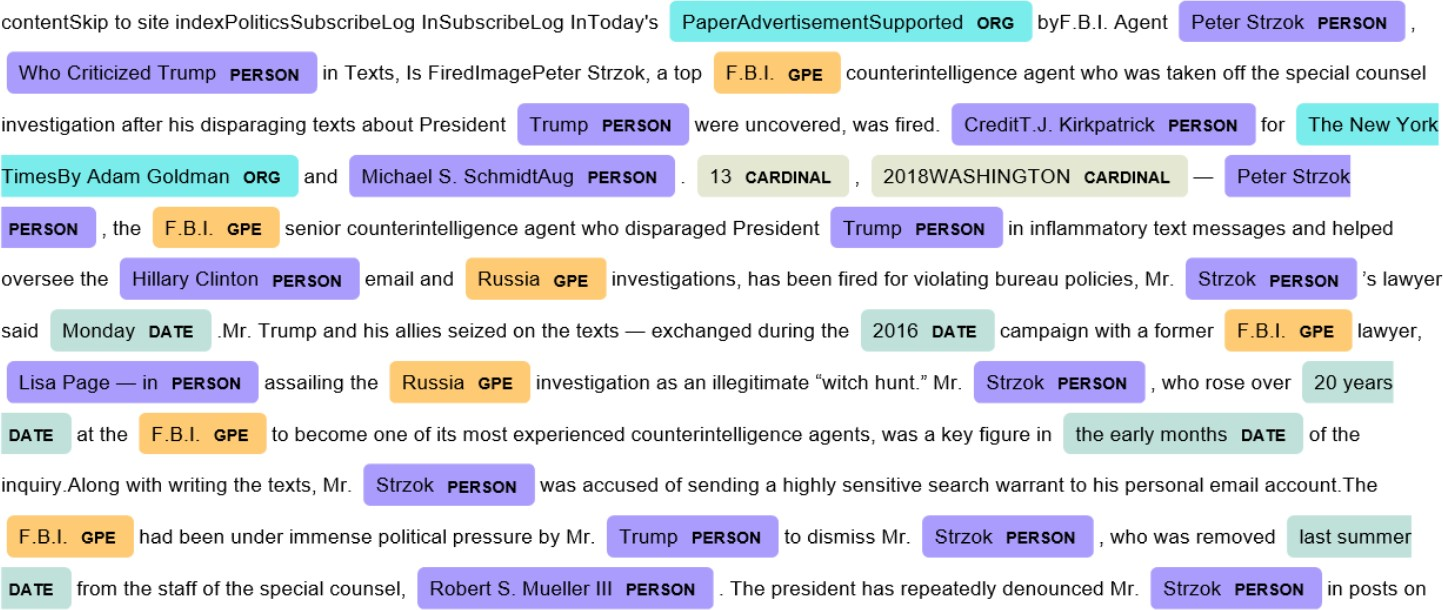 contentSkip to site indexPoliticsSubscribeLog InSubscribeLog InToday's PaperAdvertisementSupported ORG byF.B.I. Agent Peter Strzok PERSON ,
Who Criticized Trump PERSON in Texts, Is FiredImagePeter Strzok, a top F.B.I. GPE counterintelligence agent who was taken off the special counsel
investigation after his disparaging texts about President Trump PERSON were uncovered, was fired. CreditT.J. Kirkpatrick PERSON for The New York
TimesBy Adam Goldman ORG and Michael S. SchmidtAug PERSON . 13 CARDINAL , 2018WASHINGTON CARDINAL — Peter Strzok
PERSON , the F.B.I. GPE senior counterintelligence agent who disparaged President Trump PERSON in inflammatory text messages and helped
oversee the Hillary Clinton PERSON email and Russia GPE investigations, has been fired for violating bureau policies, Mr. Strzok PERSON ’s lawyer
said Monday DATE .Mr. Trump and his allies seized on the texts — exchanged during the 2016 DATE campaign with a former F.B.I. GPE lawyer,
Lisa Page — in PERSON assailing the Russia GPE investigation as an illegitimate “witch hunt.” Mr. Strzok PERSON , who rose over 20 years
DATE at the F.B.I. GPE to become one of its most experienced counterintelligence agents, was a key figure in the early months DATE of the
inquiry.Along with writing the texts, Mr. Strzok PERSON was accused of sending a highly sensitive search warrant to his personal email account.The
F.B.I. GPE had been under immense political pressure by Mr. Trump PERSON to dismiss Mr. Strzok PERSON , who was removed last summer
DATE from the staff of the special counsel, Robert S. Mueller III PERSON . The president has repeatedly denounced Mr. Strzok PERSON in posts on